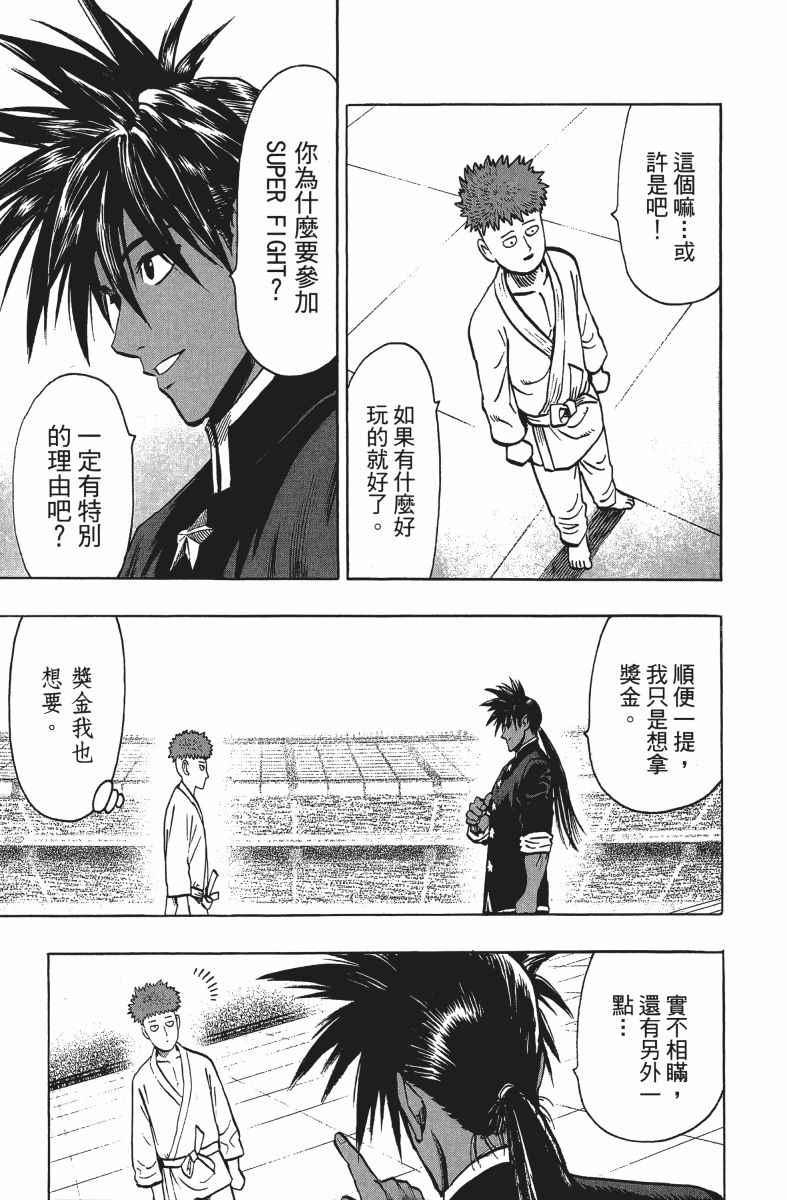 這個嘛…或
許是吧！
如果有什麼好
玩的就好了。
你為什麼要參加
SUPER FIGHT?
一定有特別
的理由吧？
順便一提，
我只是想拿
獎金。
獎金我也
想要。
實不相瞞，
還有另外一
點…